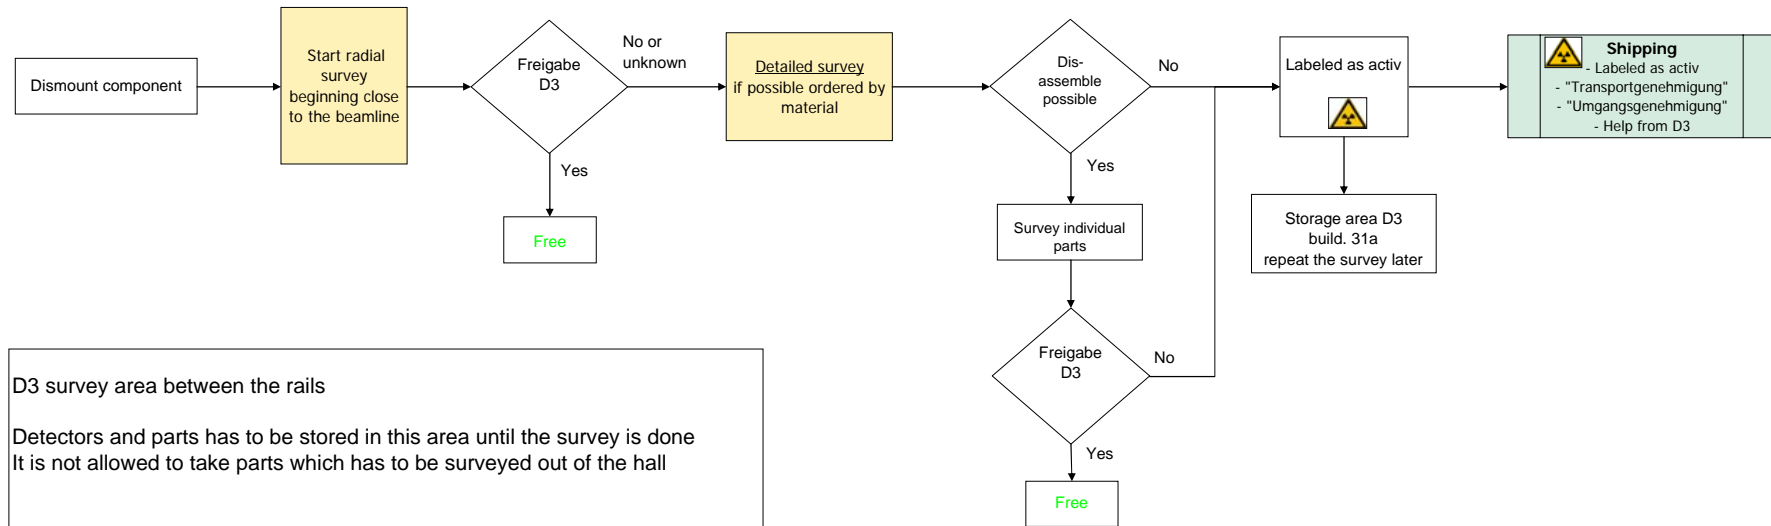 Dismount component
Start radial
survey
beginning close
to the beamline
Freigabe
D3
No or
unknown
Yes
Free
Detailed survey
if possible ordered by
material
Dis-
assemble
possible
No
Yes
Survey individual
parts
Freigabe
D3
No
Yes
Free
Labeled as activ
Storage area D3
build. 31a
repeat the survey later
Shipping
- Labeled as activ
- "Transportgenehmigung"
- "Umgangsgenehmigung"
- Help from D3
D3 survey area between the rails
Detectors and parts has to be stored in this area until the survey is done
It is not allowed to take parts which has to be surveyed out of the hall